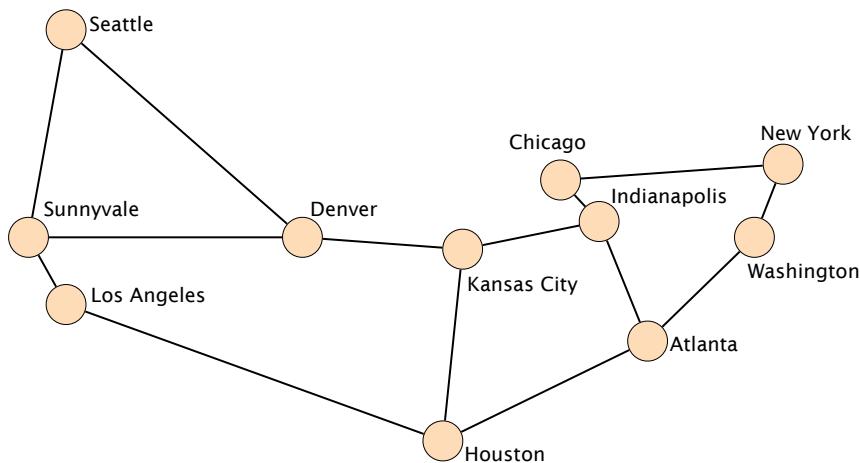 Seattle
New York
Chicago
Indianapolis
Sunnyvale
Denver
Washington
Kansas City
Los Angeles
Atlanta
Houston